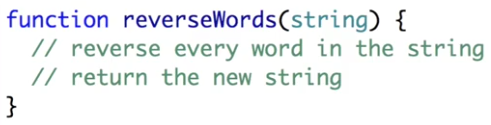 function reverseWords(string) {
  // reverse every word in the string
  // return the new string
}